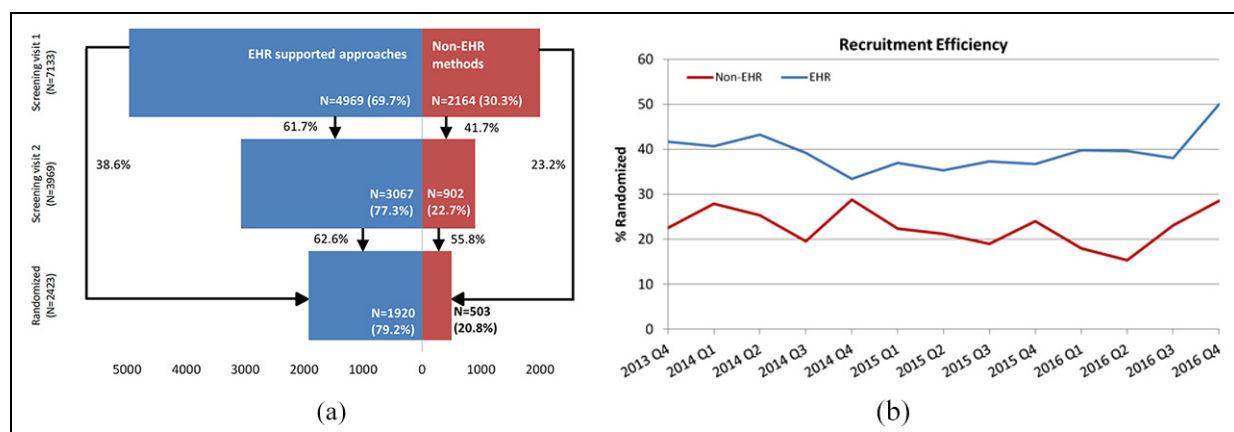 Screening visit 1
(N=7133)
EHR supported approaches
Non-EHR
methods
N=4969 (69.7%)
N=2164 (30.3%)
61.7%
41.7%
38.6%
23.2%
Screening visit 2
(N=3969)
N=3067
(77.3%)
N=902
(22.7%)
62.6%
55.8%
Randomized
(N=2423)
N=1920
(79.2%)
N=503
(20.8%)
5000 4000 3000 2000 1000 0 1000 2000
(a)
Recruitment Efficiency
Non-EHR
EHR
% Randomized
60
50
40
30
20
10
0
2013 Q4
2014 Q1
2014 Q2
2014 Q3
2014 Q4
2015 Q1
2015 Q2
2015 Q3
2015 Q4
2016 Q1
2016 Q2
2016 Q3
2016 Q4
(b)